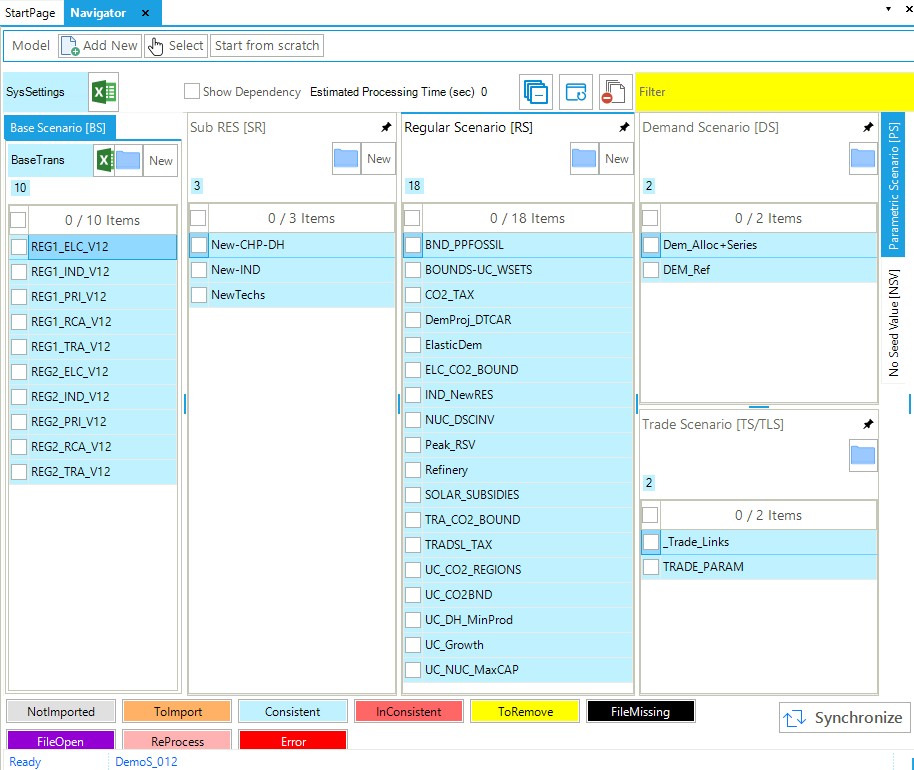 StartPage Navigator ×
Model Add New Select Start from scratch
SysSettings Show Dependency Estimated Processing Time (sec) 0 Filter
Base Scenario [BS]
BaseTrans New
10
0 / 10 Items
REG1_ELC_V12
REG1_IND_V12
REG1_PRI_V12
REG1_RCA_V12
REG1_TRA_V12
REG2_ELC_V12
REG2_IND_V12
REG2_PRI_V12
REG2_RCA_V12
REG2_TRA_V12
Sub RES [SR]
New
3
0 / 3 Items
New-CHP-DH
New-IND
NewTechs
Regular Scenario [RS]
New
18
0 / 18 Items
BND_PPFOSSIL
BOUNDS-UC_WSETS
CO2_TAX
DemProj_DTCAR
ElasticDem
ELC_CO2_BOUND
IND_NewRES
NUC_DSCINV
Peak_RSV
Refinery
SOLAR_SUBSIDIES
TRA_CO2_BOUND
TRADSL_TAX
UC_CO2_REGIONS
UC_CO2BND
UC_DH_MinProd
UC_Growth
UC_NUC_MaxCAP
Demand Scenario [DS]
2
0 / 2 Items
Dem_Alloc+Series
DEM_Ref
Trade Scenario [TS/TLS]
2
0 / 2 Items
_Trade_Links
TRADE_PARAM
Parametric Scenario [PS]
No Seed Value [NSV]
NotImported ToImport Consistent InConsistent ToRemove FileMissing
FileOpen ReProcess Error
Synchronize
Ready DemoS_012